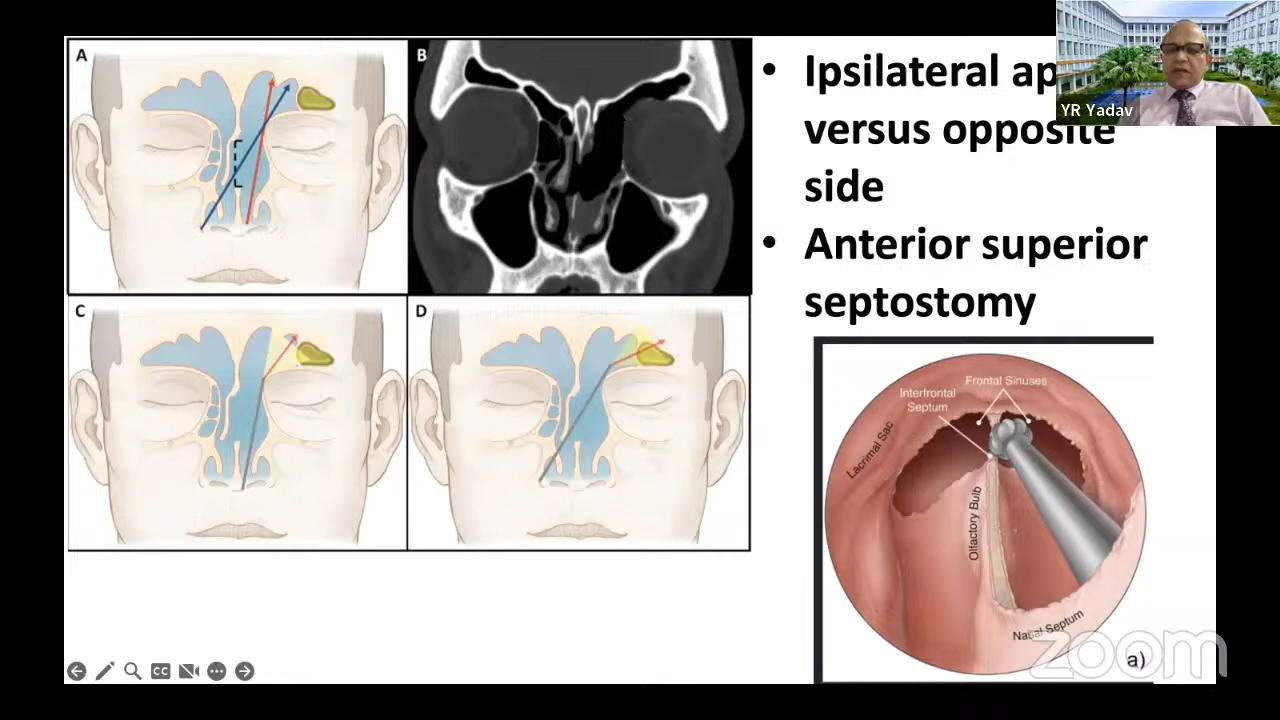 A
B
C
D
• Ipsilateral ap
versus opposite
side
• Anterior superior
septostomy
YR Yadav
Frontal Sinuses
Interfrontal
Septum
Lacrimal Sac
Olfactory Bulb
Nasal Septum
a)
CC
zoom